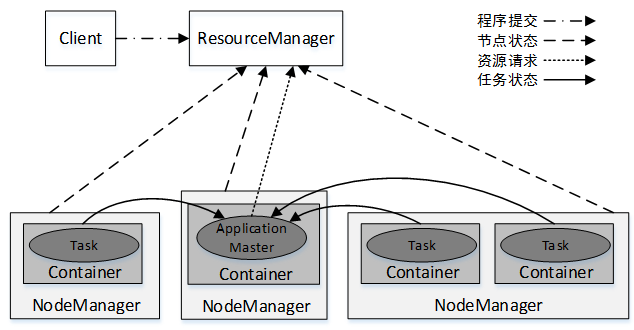 Client
ResourceManager
程序提交
节点状态
资源请求
任务状态
Task
Container
NodeManager
Application
Master
Container
NodeManager
Task
Container
Task
Container
NodeManager